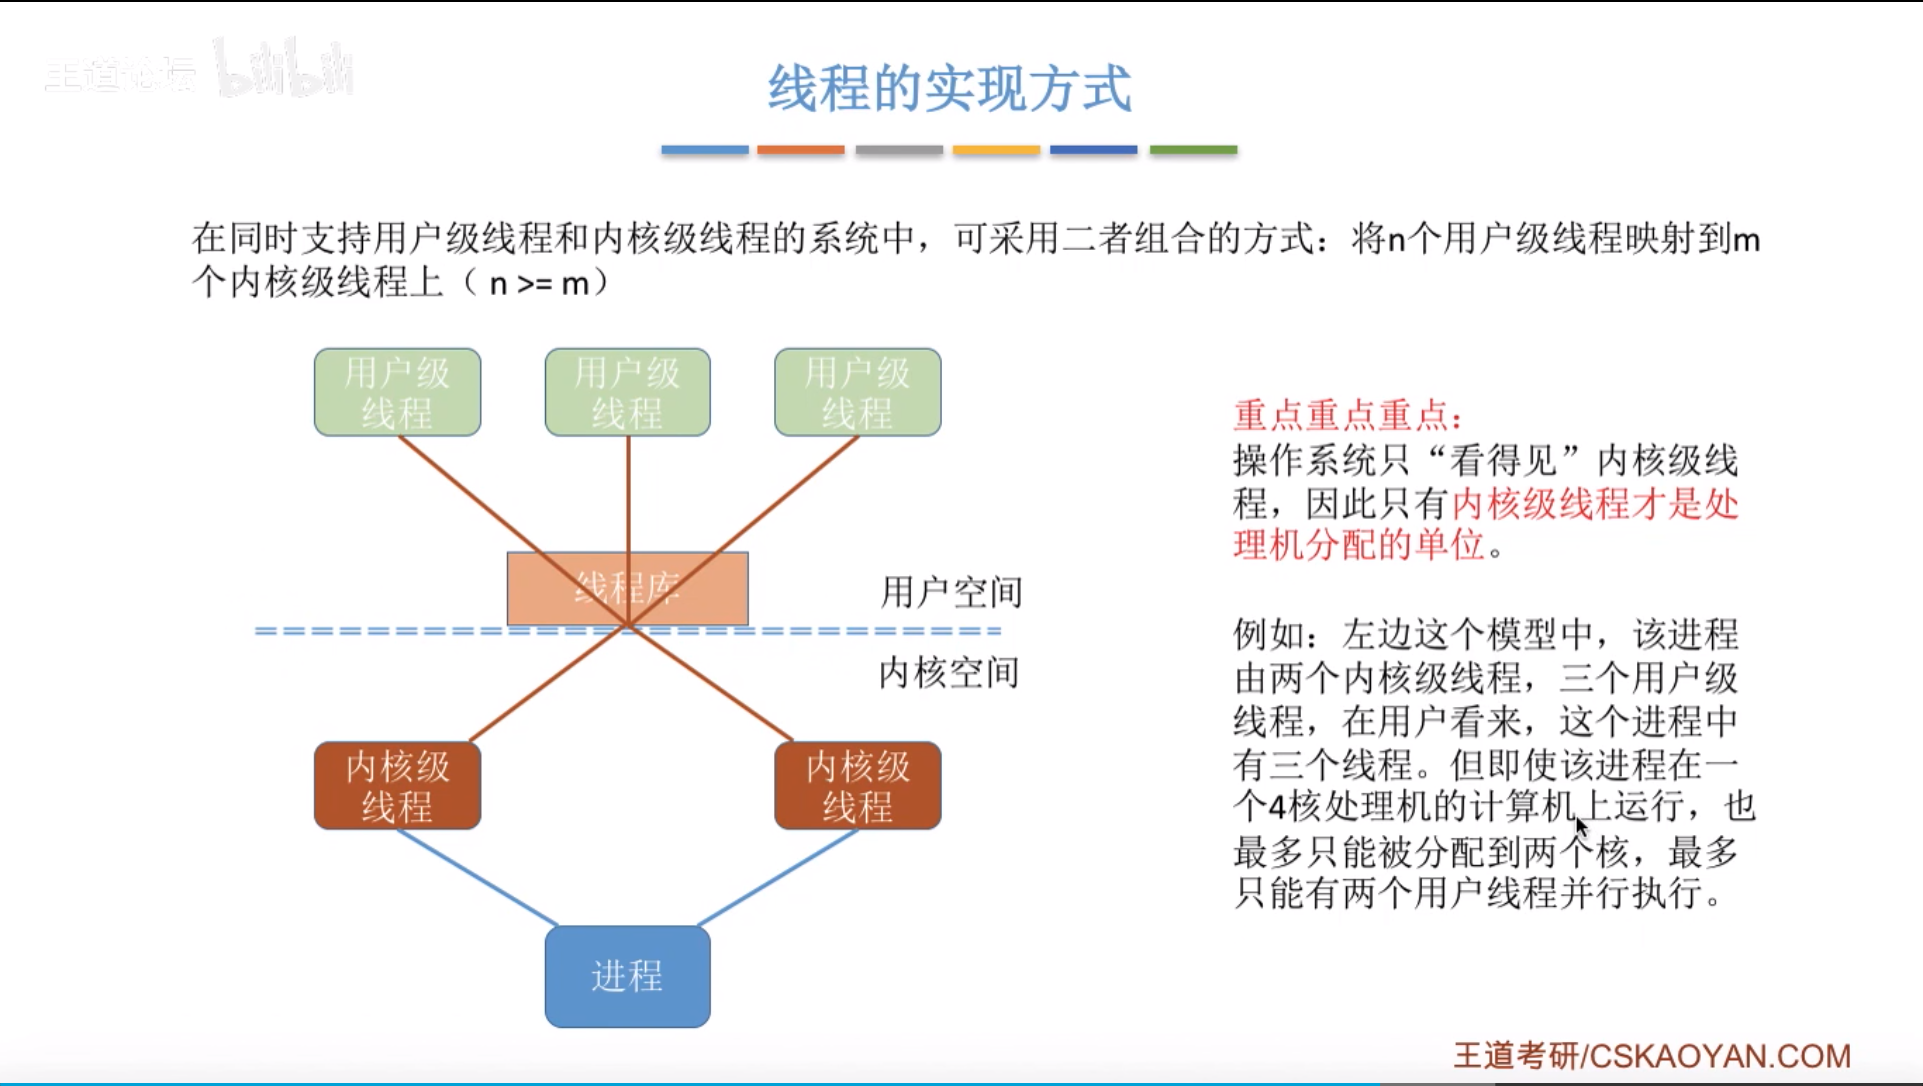 王道论坛 bilibili
线程的实现方式
在同时支持用户级线程和内核级线程的系统中，可采用二者组合的方式：将n个用户级线程映射到m
个内核级线程上（ n >= m）
用户级
线程
用户级
线程
用户级
线程
线程库
用户空间
内核空间
内核级
线程
内核级
线程
进程
重点重点重点：
操作系统只“看得见”内核级线
程，因此只有内核级线程才是处
理机分配的单位。
例如：左边这个模型中，该进程
由两个内核级线程，三个用户级
线程，在用户看来，这个进程中
有三个线程。但即使该进程在一
个4核处理机的计算机上运行，也
最多只能被分配到两个核，最多
只能有两个用户线程并行执行。
王道考研/CSKAOYAN.COM